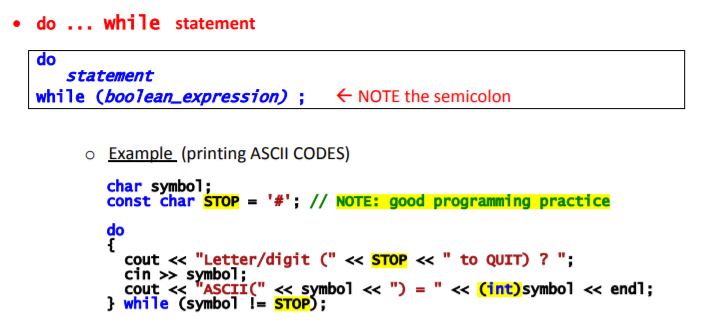 • do ... while statement
do
statement
while (boolean_expression) ; ← NOTE the semicolon
o Example (printing ASCII CODES)
char symbol;
const char STOP = '#'; // NOTE: good programming practice
do
{
cout << "Letter/digit (" << STOP << " to QUIT) ? ";
cin >> symbol;
cout << "ASCII(" << symbol << ") = " << (int)symbol << endl;
} while (symbol != STOP);